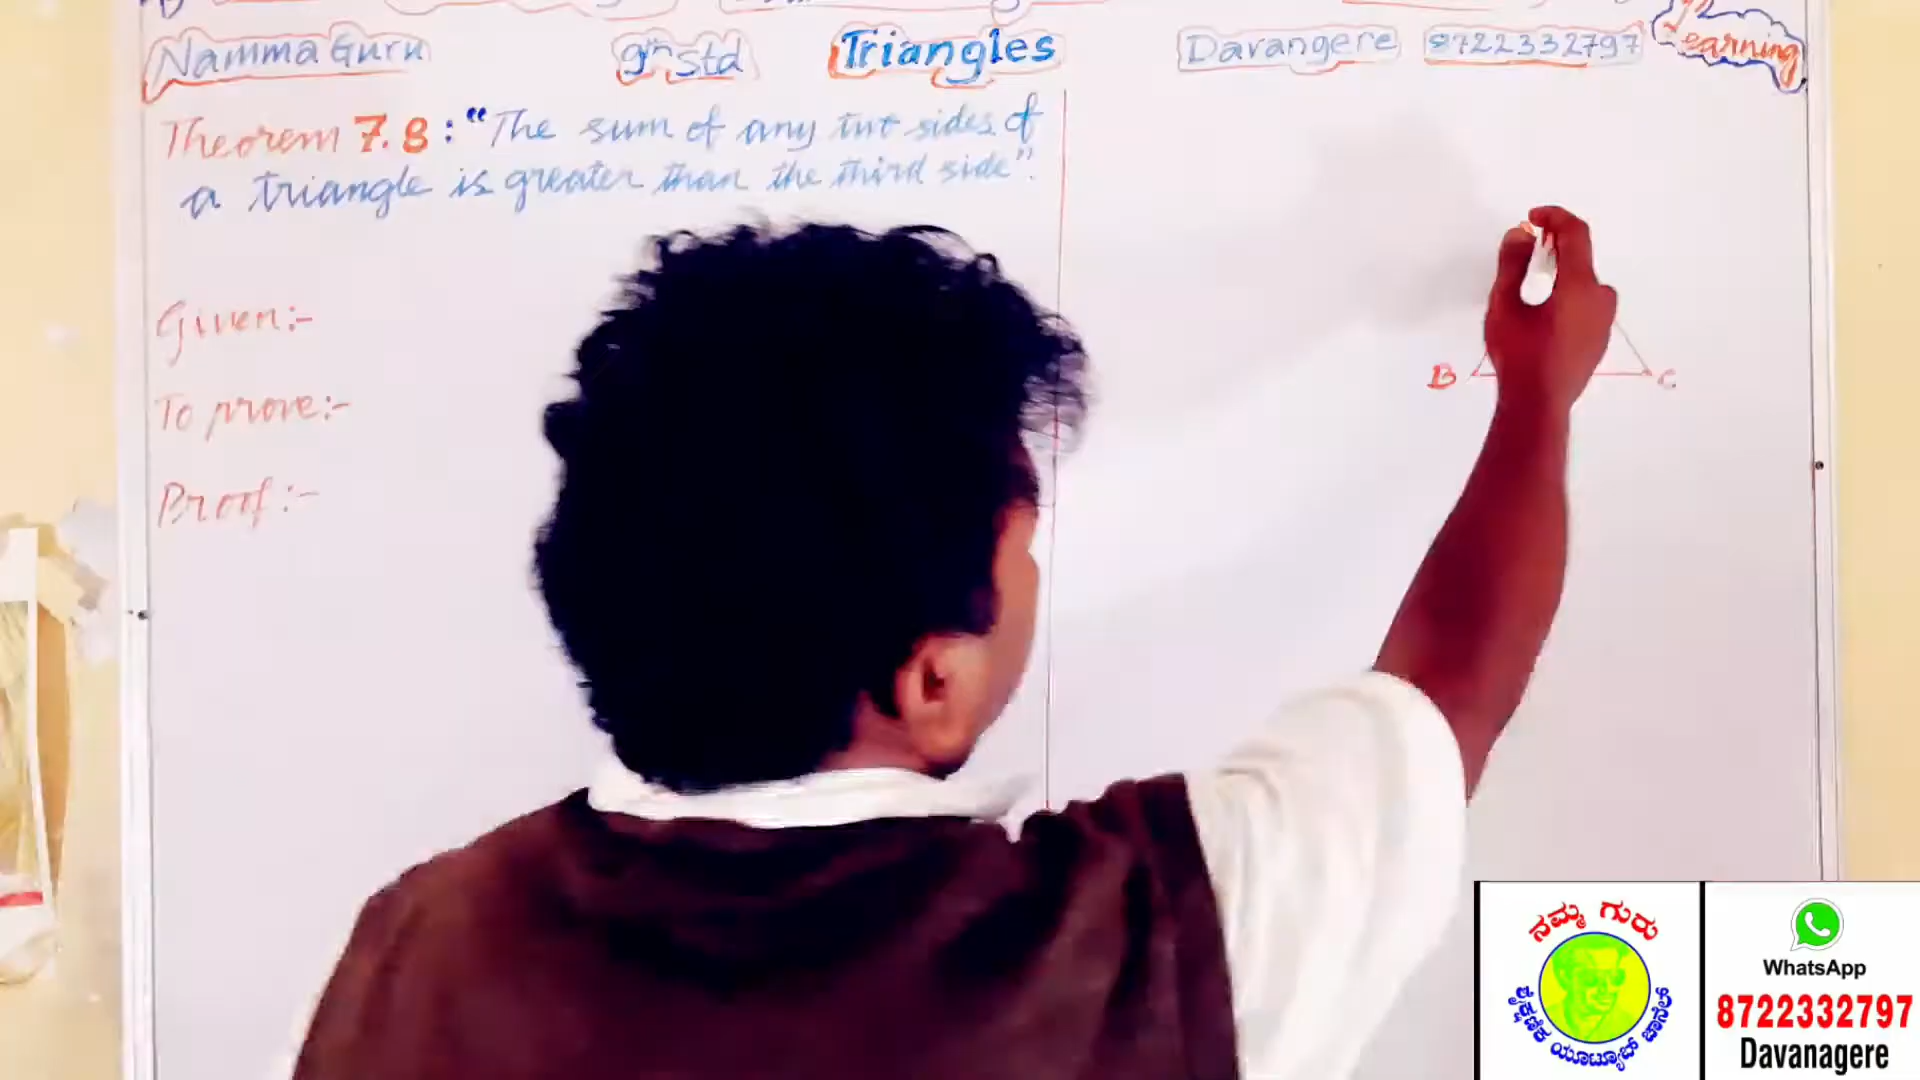 Namma Guru
9th Std
Triangles
Davangere
8722332797
Learning
Theorem 7.8 : "The sum of any two sides of
a triangle is greater than the third side".
Given:-
To prove:-
Proof:-
B
C
ನಮ್ಮ ಗುರು
ಶೈಕ್ಷಣಿಕ ಯೂಟ್ಯೂಬ್ ಚಾನೆಲ್
WhatsApp
8722332797
Davanagere